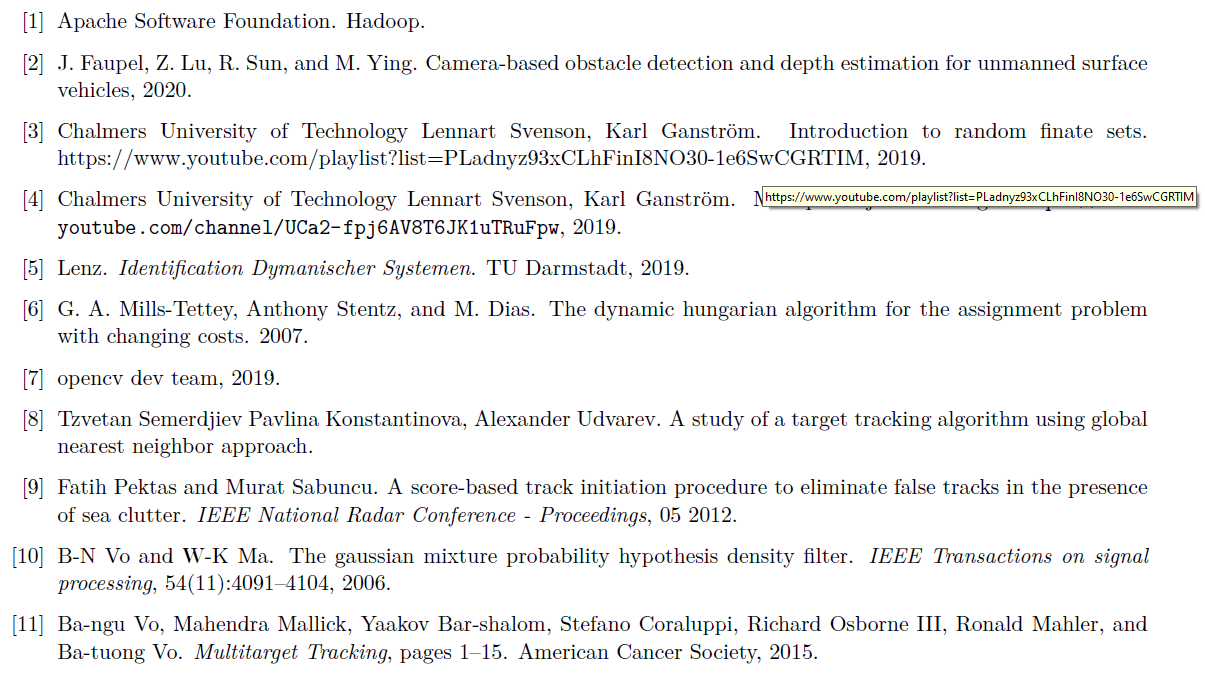 [1] Apache Software Foundation. Hadoop.
[2] J. Faupel, Z. Lu, R. Sun, and M. Ying. Camera-based obstacle detection and depth estimation for unmanned surface
vehicles, 2020.
[3] Chalmers University of Technology Lennart Svenson, Karl Ganström. Introduction to random finate sets.
https://www.youtube.com/playlist?list=PLadnyz93xCLhFinI8NO30-1e6SwCGRTIM, 2019.
[4] Chalmers University of Technology Lennart Svenson, Karl Ganström.
https://www.youtube.com/playlist?list=PLadnyz93xCLhFinI8NO30-1e6SwCGRTIM
youtube.com/channel/UCa2-fpj6AV8T6JK1uTRuFpw, 2019.
[5] Lenz. Identification Dymanischer Systemen. TU Darmstadt, 2019.
[6] G. A. Mills-Tettey, Anthony Stentz, and M. Dias. The dynamic hungarian algorithm for the assignment problem
with changing costs. 2007.
[7] opencv dev team, 2019.
[8] Tzvetan Semerdjiev Pavlina Konstantinova, Alexander Udvarev. A study of a target tracking algorithm using global
nearest neighbor approach.
[9] Fatih Pektas and Murat Sabuncu. A score-based track initiation procedure to eliminate false tracks in the presence
of sea clutter. IEEE National Radar Conference - Proceedings, 05 2012.
[10] B-N Vo and W-K Ma. The gaussian mixture probability hypothesis density filter. IEEE Transactions on signal
processing, 54(11):4091–4104, 2006.
[11] Ba-ngu Vo, Mahendra Mallick, Yaakov Bar-shalom, Stefano Coraluppi, Richard Osborne III, Ronald Mahler, and
Ba-tuong Vo. Multitarget Tracking, pages 1–15. American Cancer Society, 2015.